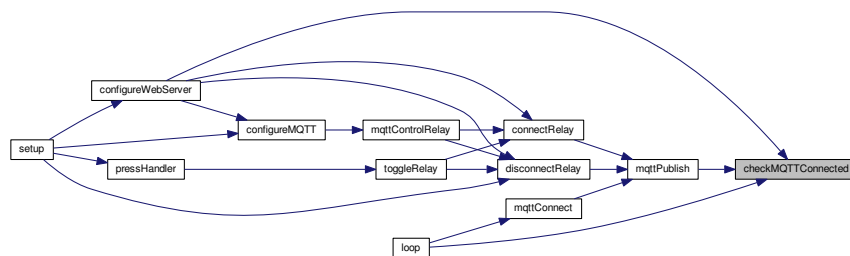 setup
configureWebServer
pressHandler
configureMQTT
mqttControlRelay
toggleRelay
loop
connectRelay
disconnectRelay
mqttConnect
mqttPublish
checkMQTTConnected